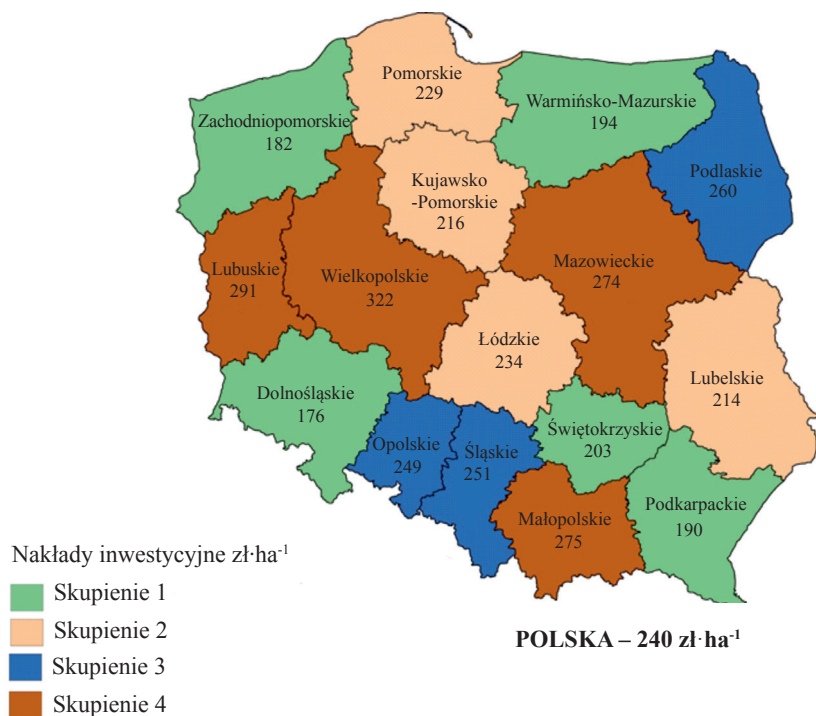 Pomorskie
229
Warmińsko-Mazurskie
194
Zachodniopomorskie
182
Podlaskie
260
Kujawsko
-Pomorskie
216
Lubuskie
291
Wielkopolskie
322
Mazowieckie
274
Łódzkie
234
Lubelskie
214
Dolnośląskie
176
Opolskie
249
Śląskie
251
Świętokrzyskie
203
Małopolskie
275
Podkarpackie
190
Nakłady inwestycyjne zł·ha⁻¹
Skupienie 1
Skupienie 2
Skupienie 3
Skupienie 4
POLSKA – 240 zł·ha⁻¹